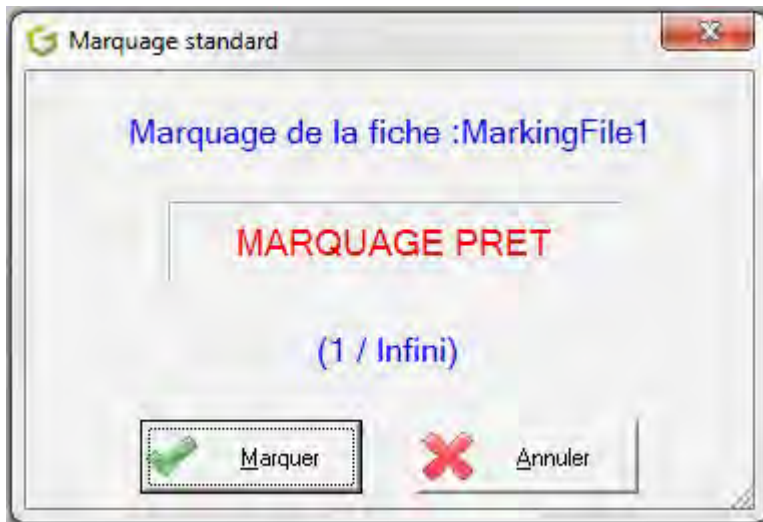 Marquage standard
Marquage de la fiche :MarkingFile1
MARQUAGE PRET
(1 / Infini)
Marquer
Annuler